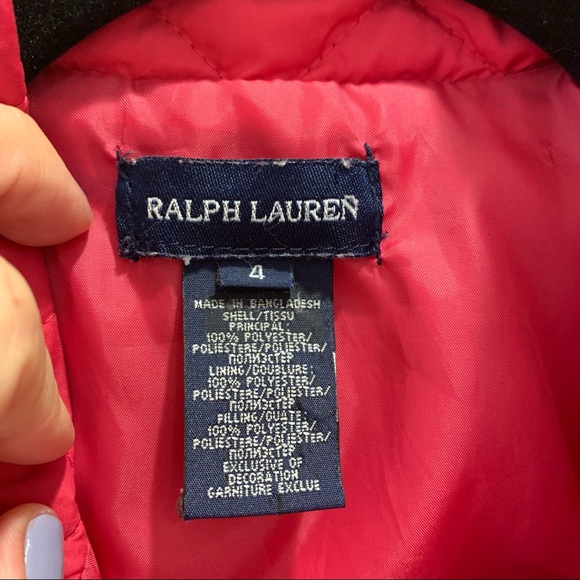 RALPH LAUREN
4
MADE IN BANGLADESH
SHELL/TISSU
PRINCIPAL:
100% POLYESTER/
POLIESTERE/POLIESTER/
ПОЛИЭСТЕР
LINING/DOUBLURE:
100% POLYESTER/
POLIESTERE/POLIESTER/
ПОЛИЭСТЕР
FILLING/OUATE:
100% POLYESTER/
POLIESTERE/POLIESTER/
ПОЛИЭСТЕР
EXCLUSIVE OF
DECORATION
GARNITURE EXCLUE